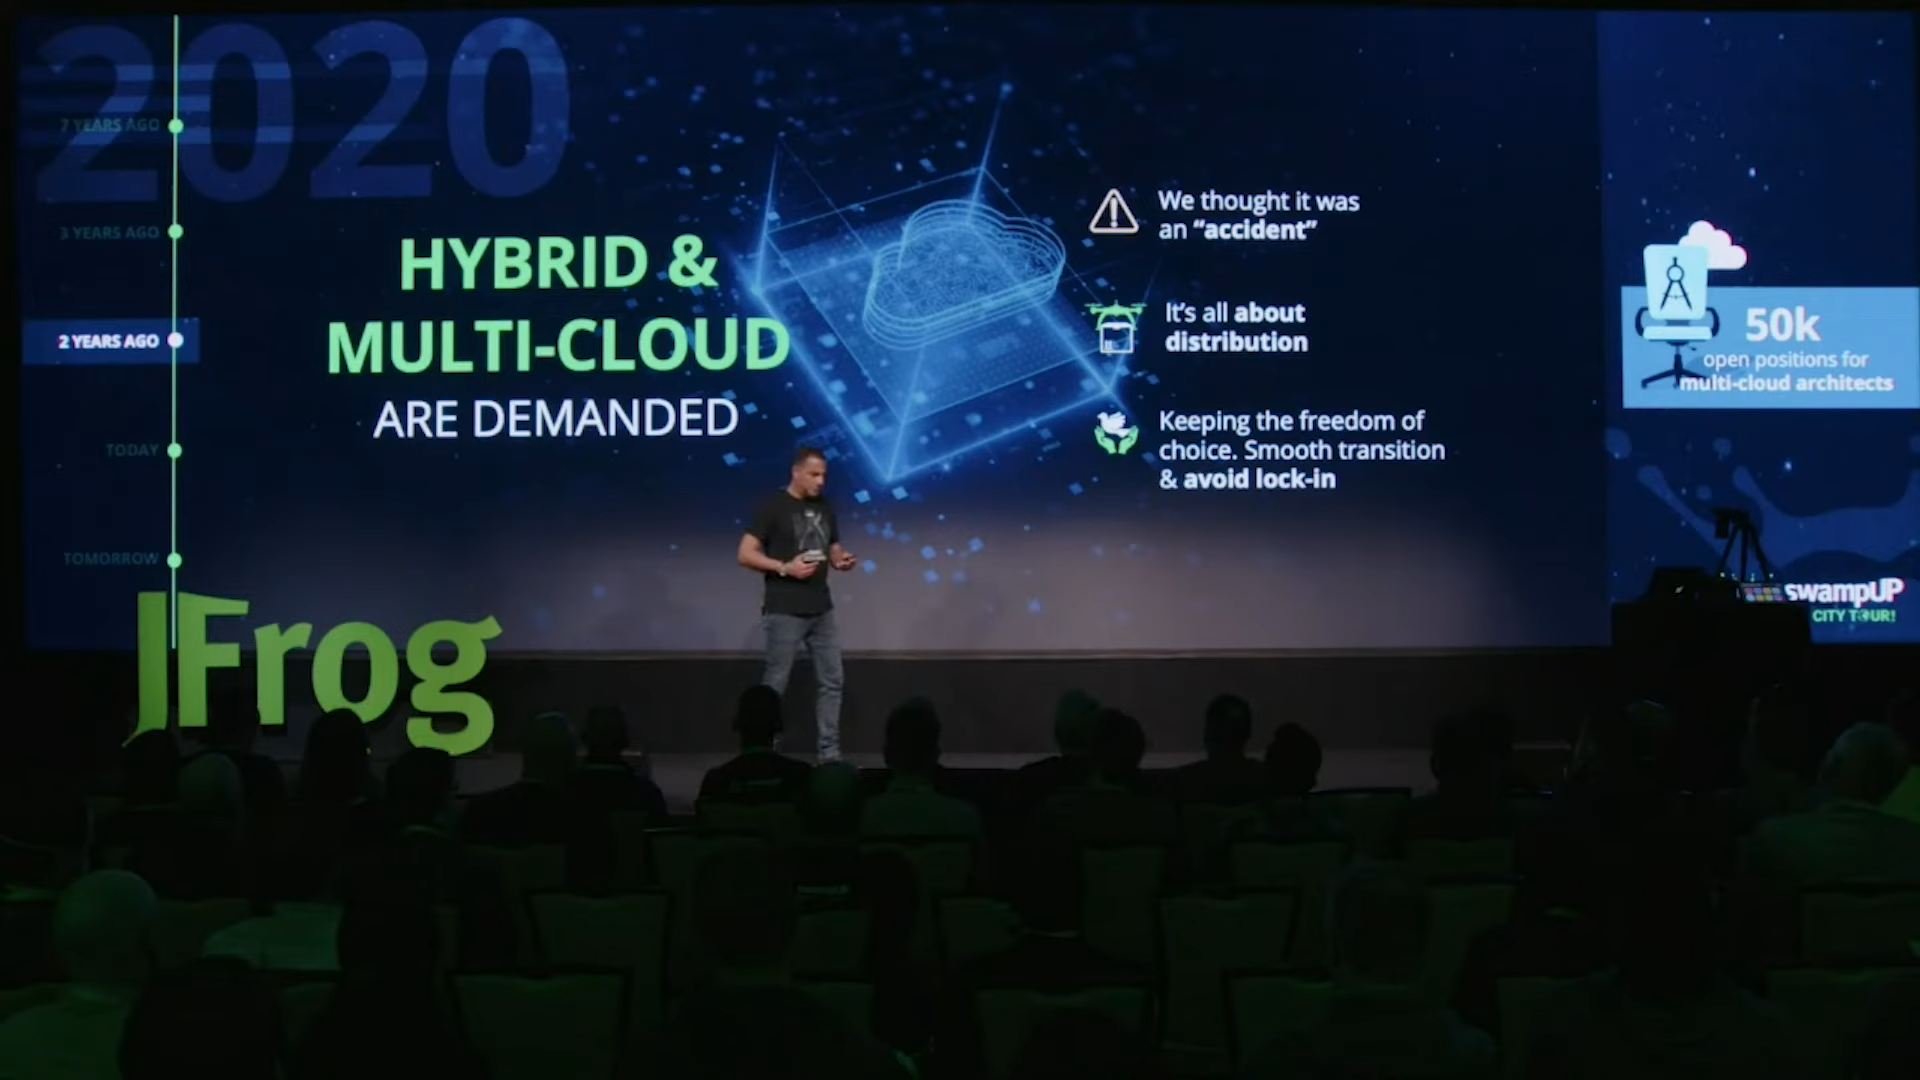 2020
7 YEARS AGO
3 YEARS AGO
2 YEARS AGO
TODAY
TOMORROW
HYBRID &
MULTI-CLOUD
ARE DEMANDED
We thought it was
an “accident”
It’s all about
distribution
Keeping the freedom of
choice. Smooth transition
& avoid lock-in
50k
open positions for
multi-cloud architects
swampUP
CITY TOUR!
JFrog